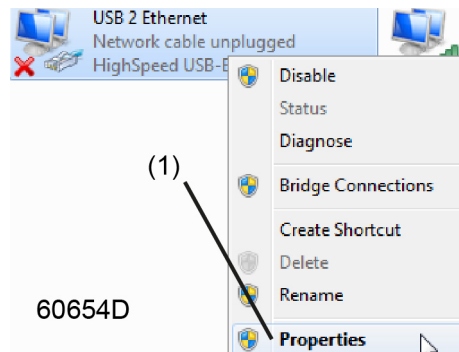 USB 2 Ethernet
Network cable unplugged
HighSpeed USB-E
Disable
Status
Diagnose
(1)
Bridge Connections
Create Shortcut
Delete
Rename
60654D
Properties